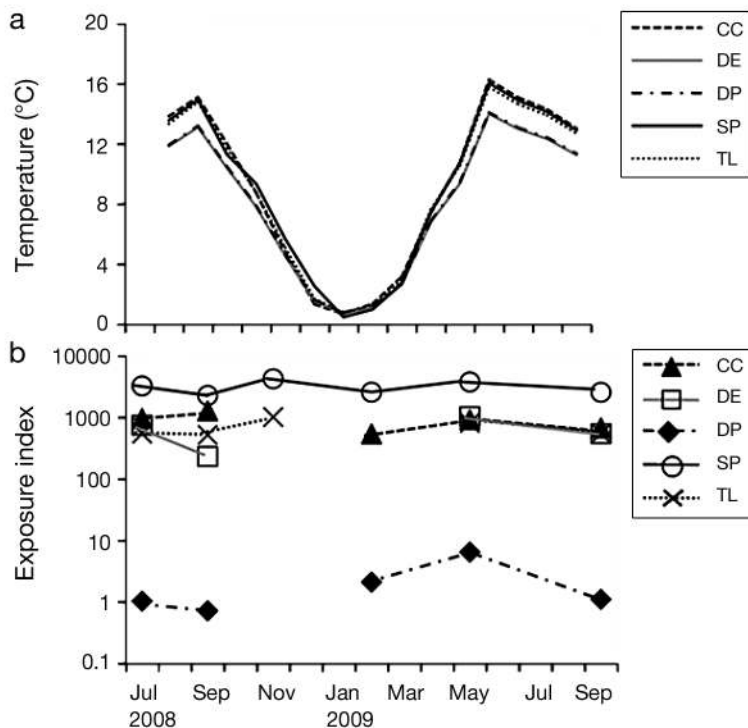 a
Temperature (°C)
20
16
12
8
4
0
CC
DE
DP
SP
TL
b
Exposure index
10000
1000
100
10
1
0.1
CC
DE
DP
SP
TL
Jul Sep Nov Jan Mar May Jul Sep
2008 2009